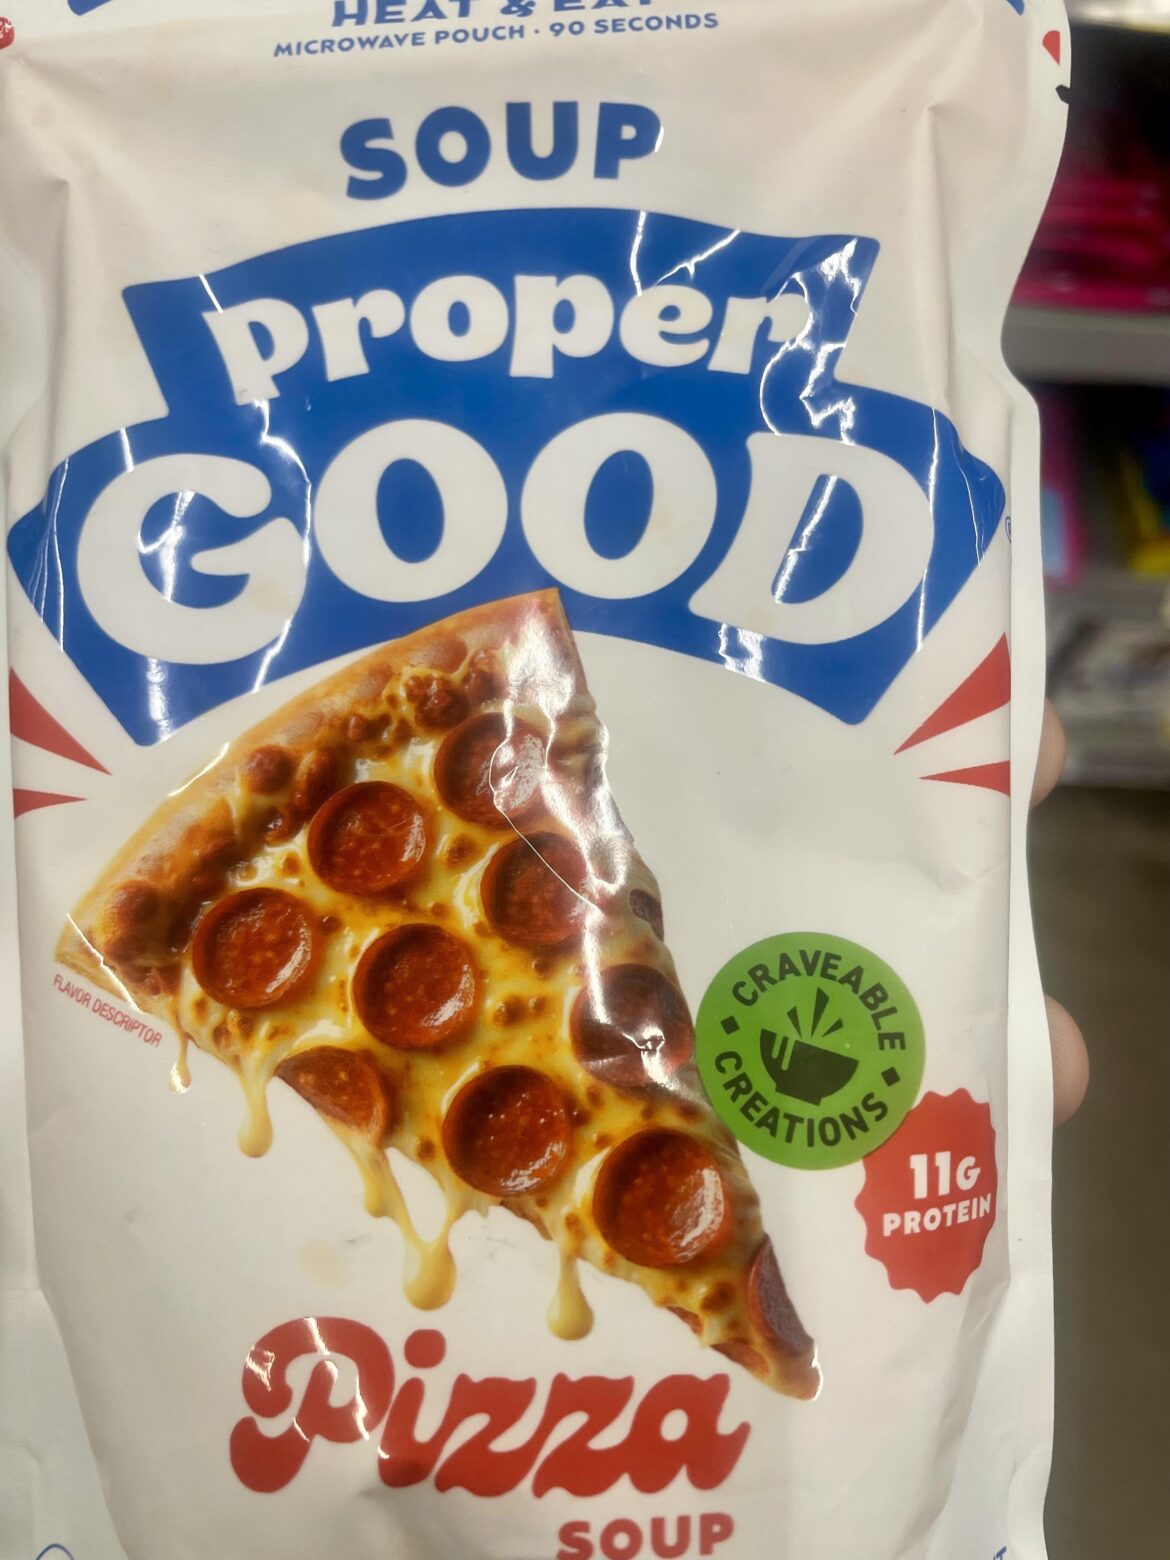 HEAT & EAT
MICROWAVE POUCH · 90 SECONDS
SOUP
proper
GOOD
FLAVOR DESCRIPTOR
CRAVEABLE
CREATIONS
11G
PROTEIN
Pizza
SOUP